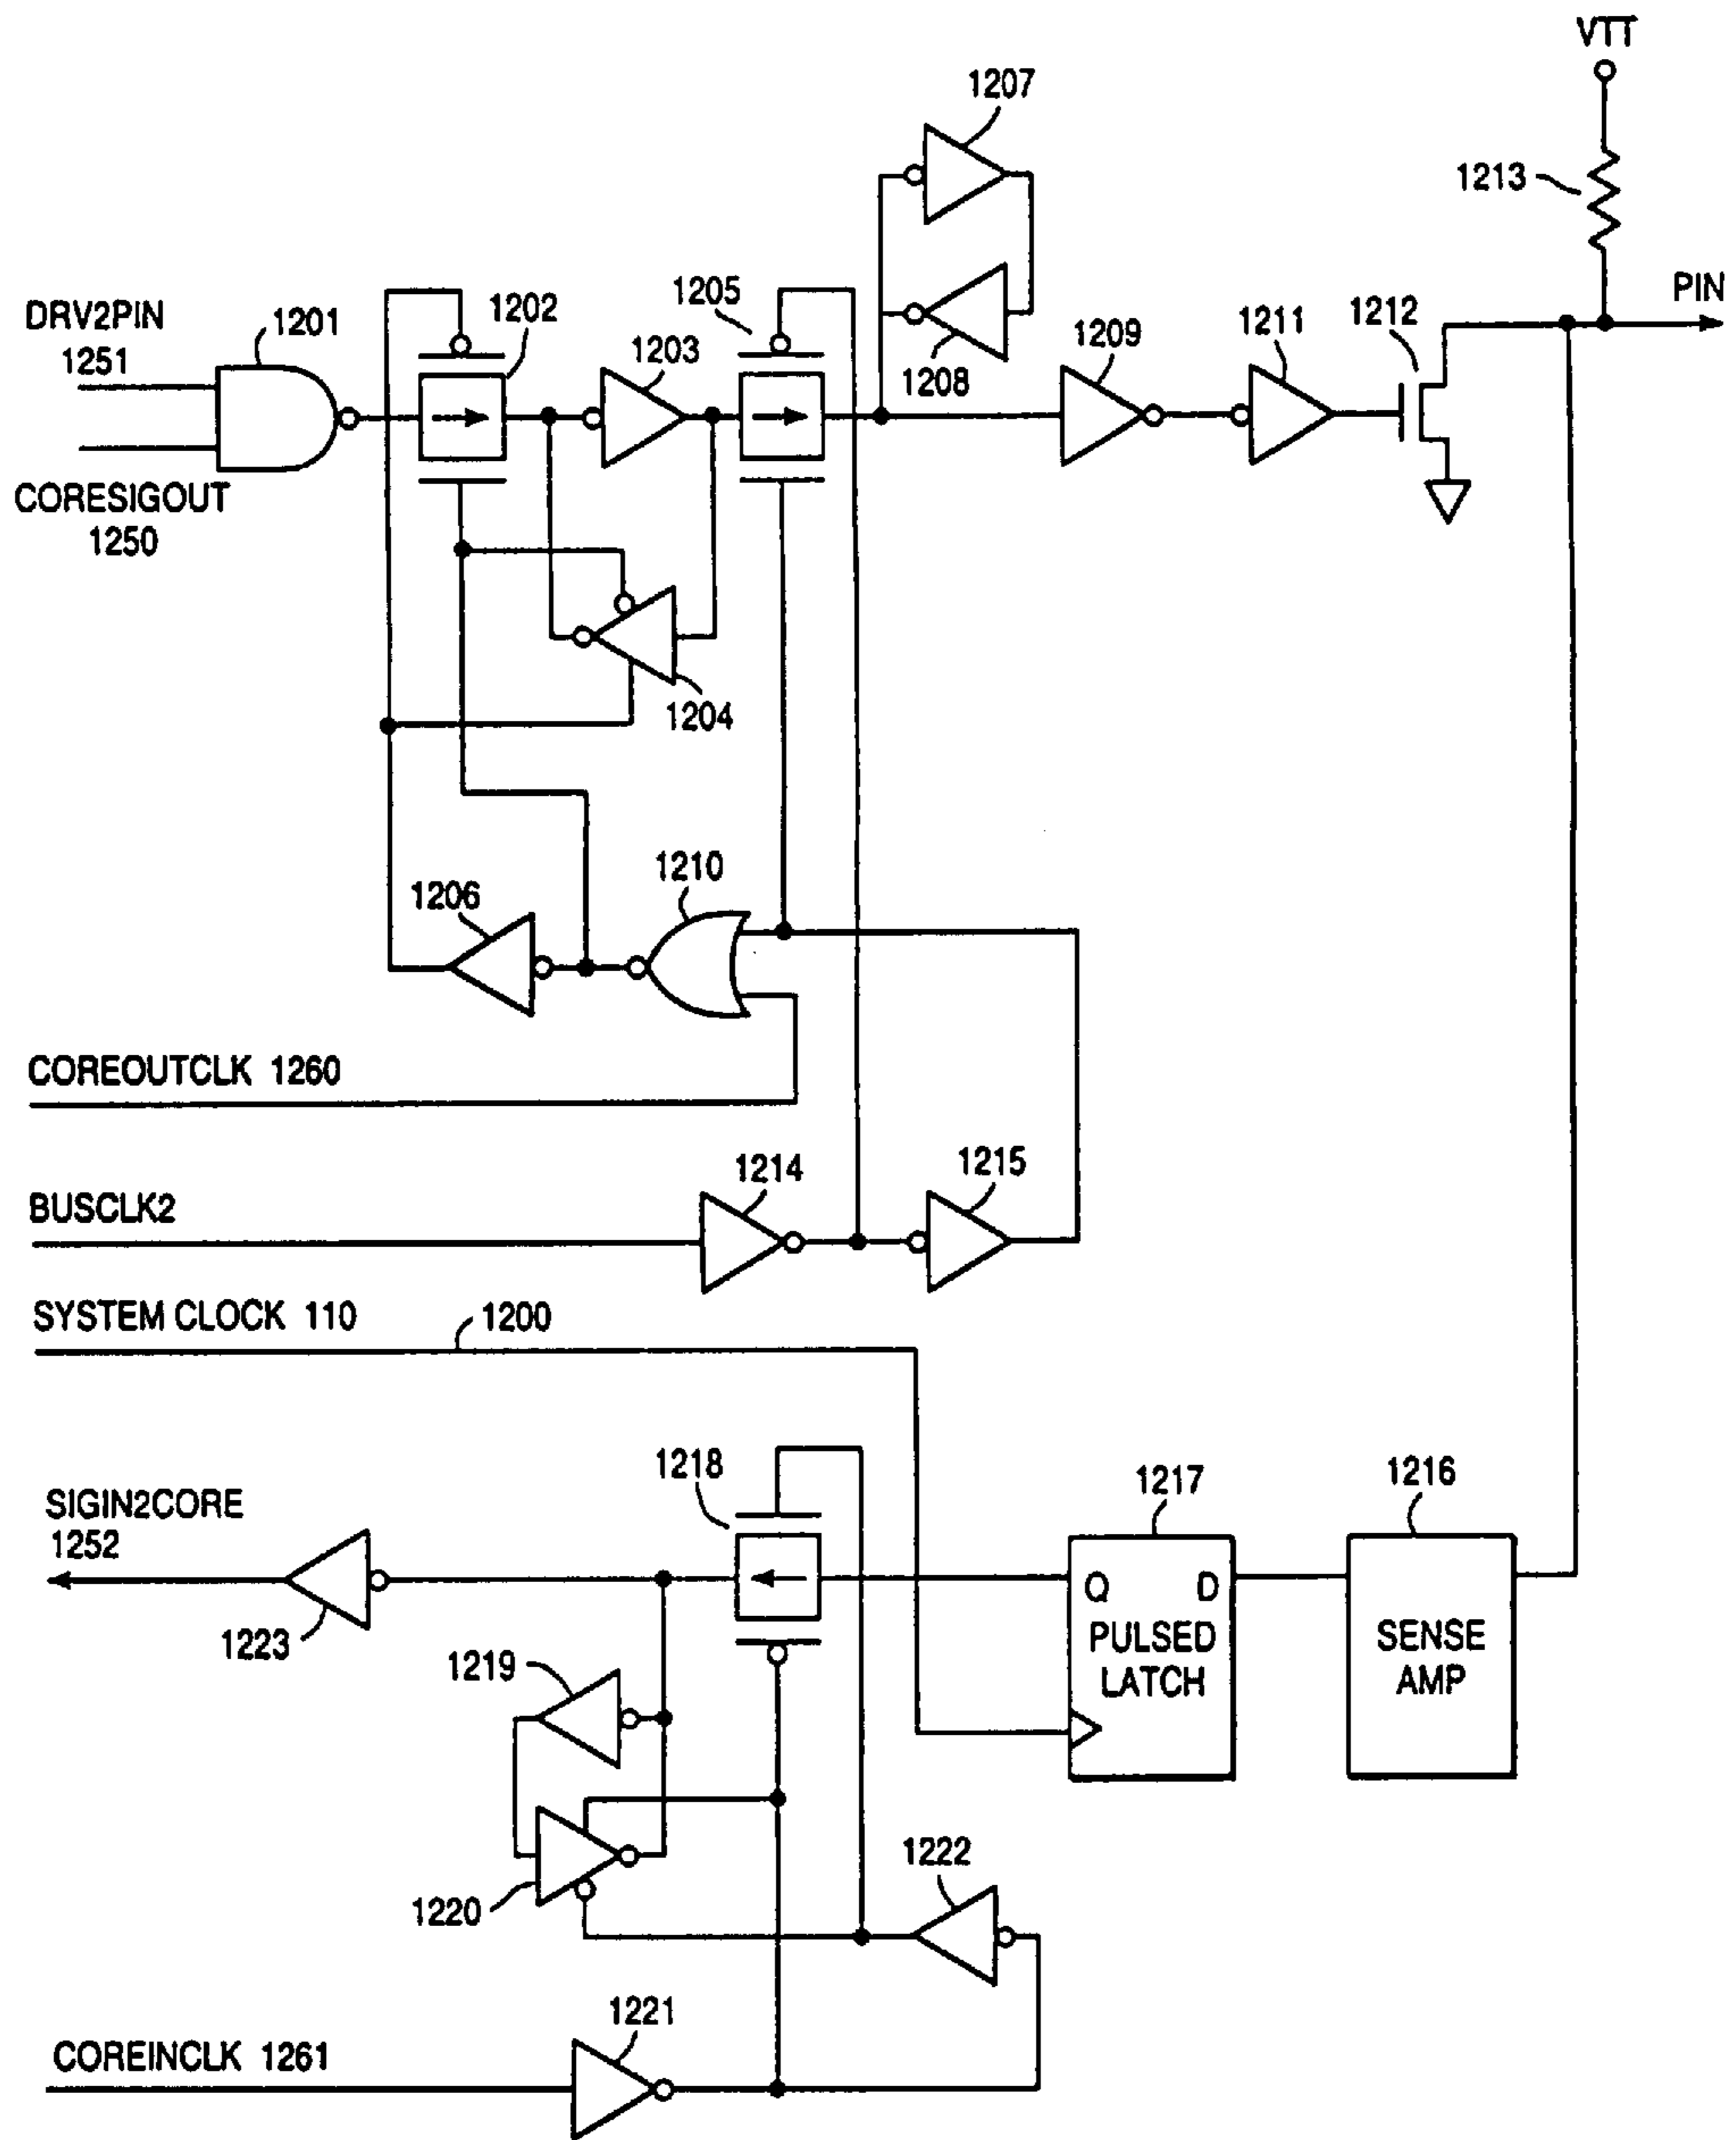 VTT
1207
1213
PIN
DRV2PIN
1251
1201
1202
1205
1203
1208
1209
1211
1212
CORESIGOUT
1250
1204
1206
1210
COREOUTCLK 1260
1214
1215
BUSCLK2
SYSTEM CLOCK 110
1200
1218
1217
1216
SIGIN2CORE
1252
Q
D
PULSED
LATCH
SENSE
AMP
1223
1219
1220
1222
1221
COREINCLK 1261